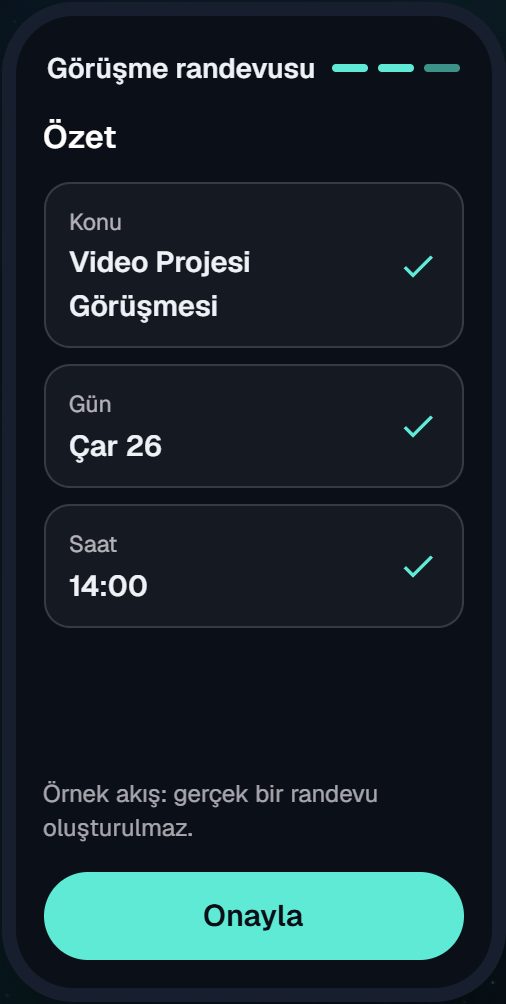 Görüşme randevusu
Özet
Konu
Video Projesi
Görüşmesi
Gün
Çar 26
Saat
14:00
Örnek akış: gerçek bir randevu
oluşturulmaz.
Onayla